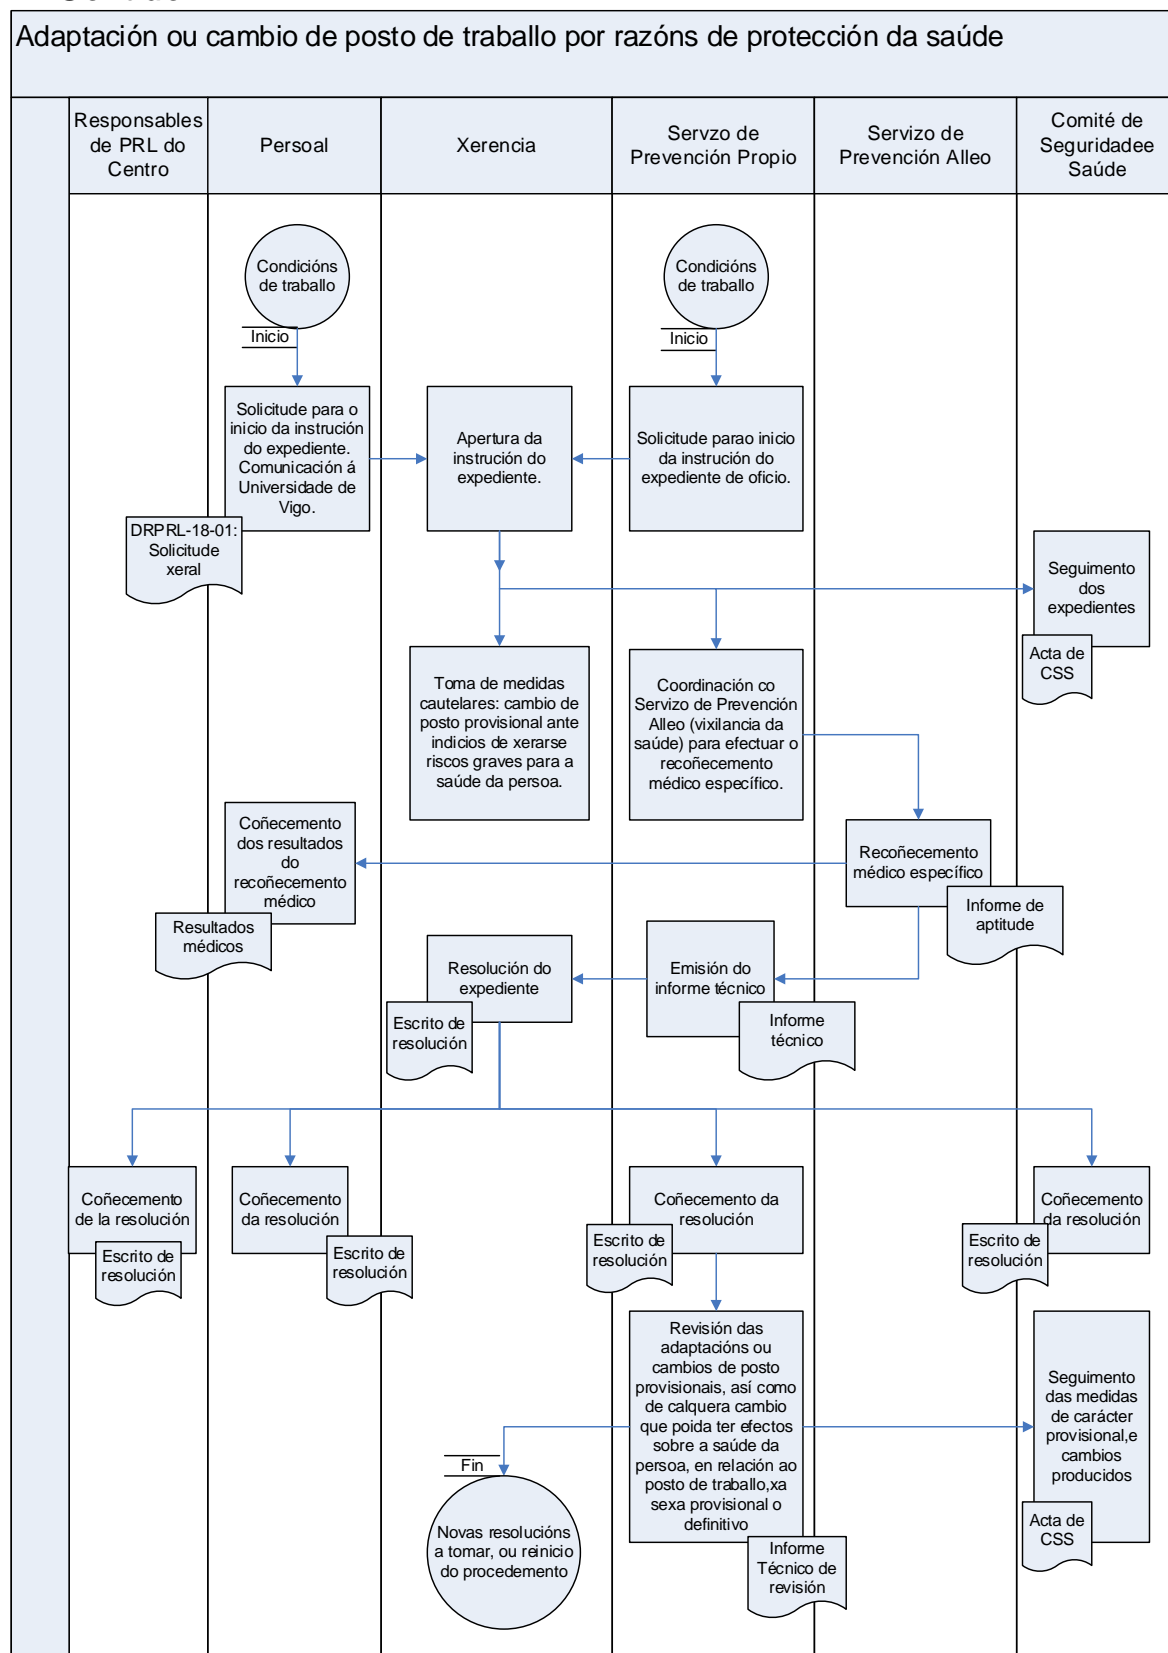 Adaptación ou cambio de posto de traballo por razóns de protección da saúde
Responsables
de PRL do
Centro
Persoal
Xerencia
Servzo de
Prevención Propio
Servizo de
Prevención Alleo
Comité de
Seguridadee
Saúde
Condicións
de traballo
Inicio
Condicións
de traballo
Inicio
Solicitude para o
inicio da instrución
do expediente.
Comunicación á
Universidade de
Vigo.
DRPRL-18-01:
Solicitude
xeral
Apertura da
instrución do
expediente.
Solicitude parao inicio
da instrución do
expediente de oficio.
Seguimento
dos
expedientes
Acta de
CSS
Toma de medidas
cautelares: cambio de
posto provisional ante
indicios de xerarse
riscos graves para a
saúde da persoa.
Coordinación co
Servizo de Prevención
Alleo (vixilancia da
saúde) para efectuar o
recoñecemento
médico específico.
Coñecemento
dos resultados
do
recoñecemento
médico
Resultados
médicos
Recoñecemento
médico específico
Informe de
aptitude
Resolución do
expediente
Escrito de
resolución
Emisión do
informe técnico
Informe
técnico
Coñecemento
de la resolución
Escrito de
resolución
Coñecemento
da resolución
Escrito de
resolución
Coñecemento da
resolución
Escrito de
resolución
Coñecemento
da resolución
Escrito de
resolución
Revisión das
adaptacións ou
cambios de posto
provisionais, así como
de calquera cambio
que poida ter efectos
sobre a saúde da
persoa, en relación ao
posto de traballo,xa
sexa provisional o
definitivo
Informe
Técnico de
revisión
Seguimento
das medidas
de carácter
provisional,e
cambios
producidos
Acta de
CSS
Fin
Novas resolucións
a tomar, ou reinicio
do procedemento